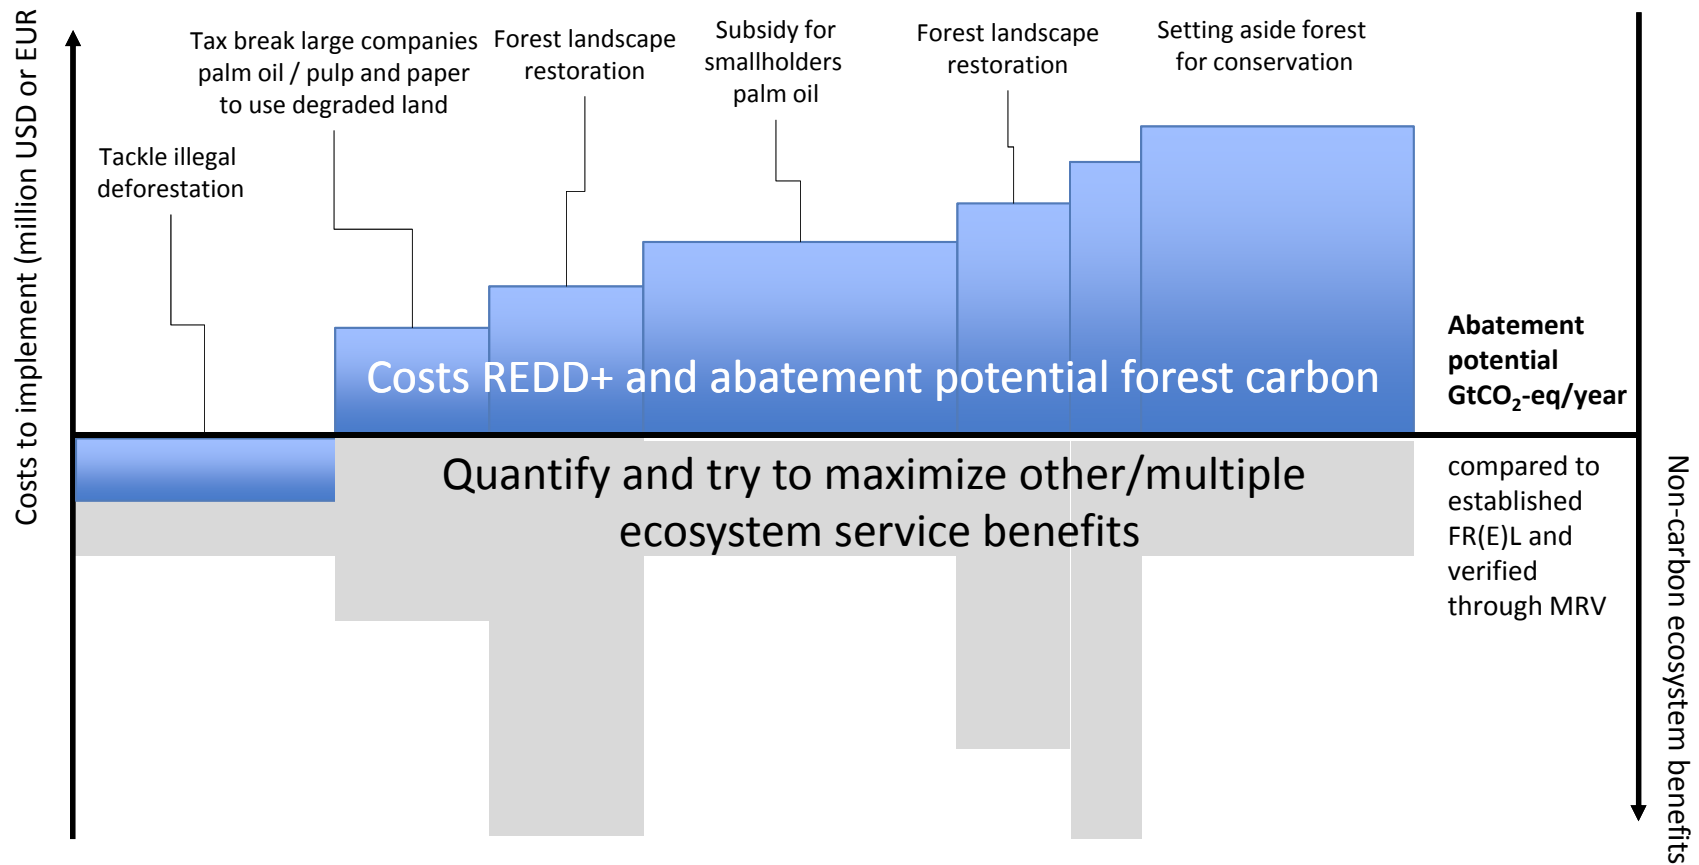 Costs to implement (million USD or EUR
Tackle illegal
deforestation
Tax break large companies
palm oil / pulp and paper
to use degraded land
Forest landscape
restoration
Subsidy for
smallholders
palm oil
Forest landscape
restoration
Setting aside forest
for conservation
Costs REDD+ and abatement potential forest carbon
Abatement
potential
GtCO₂-eq/year
Quantify and try to maximize other/multiple
ecosystem service benefits
compared to
established
FR(E)L and
verified
through MRV
Non-carbon ecosystem benefits